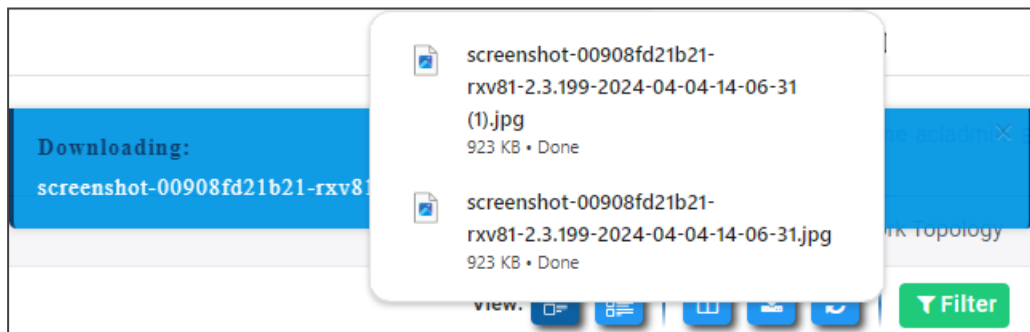 screenshot-00908fd21b21-
rxv81-2.3.199-2024-04-04-14-06-31
(1).jpg
923 KB • Done
Downloading:
screenshot-00908fd21b21-rxv81
screenshot-00908fd21b21-
rxv81-2.3.199-2024-04-04-14-06-31.jpg
923 KB • Done
Topology
View:
Filter